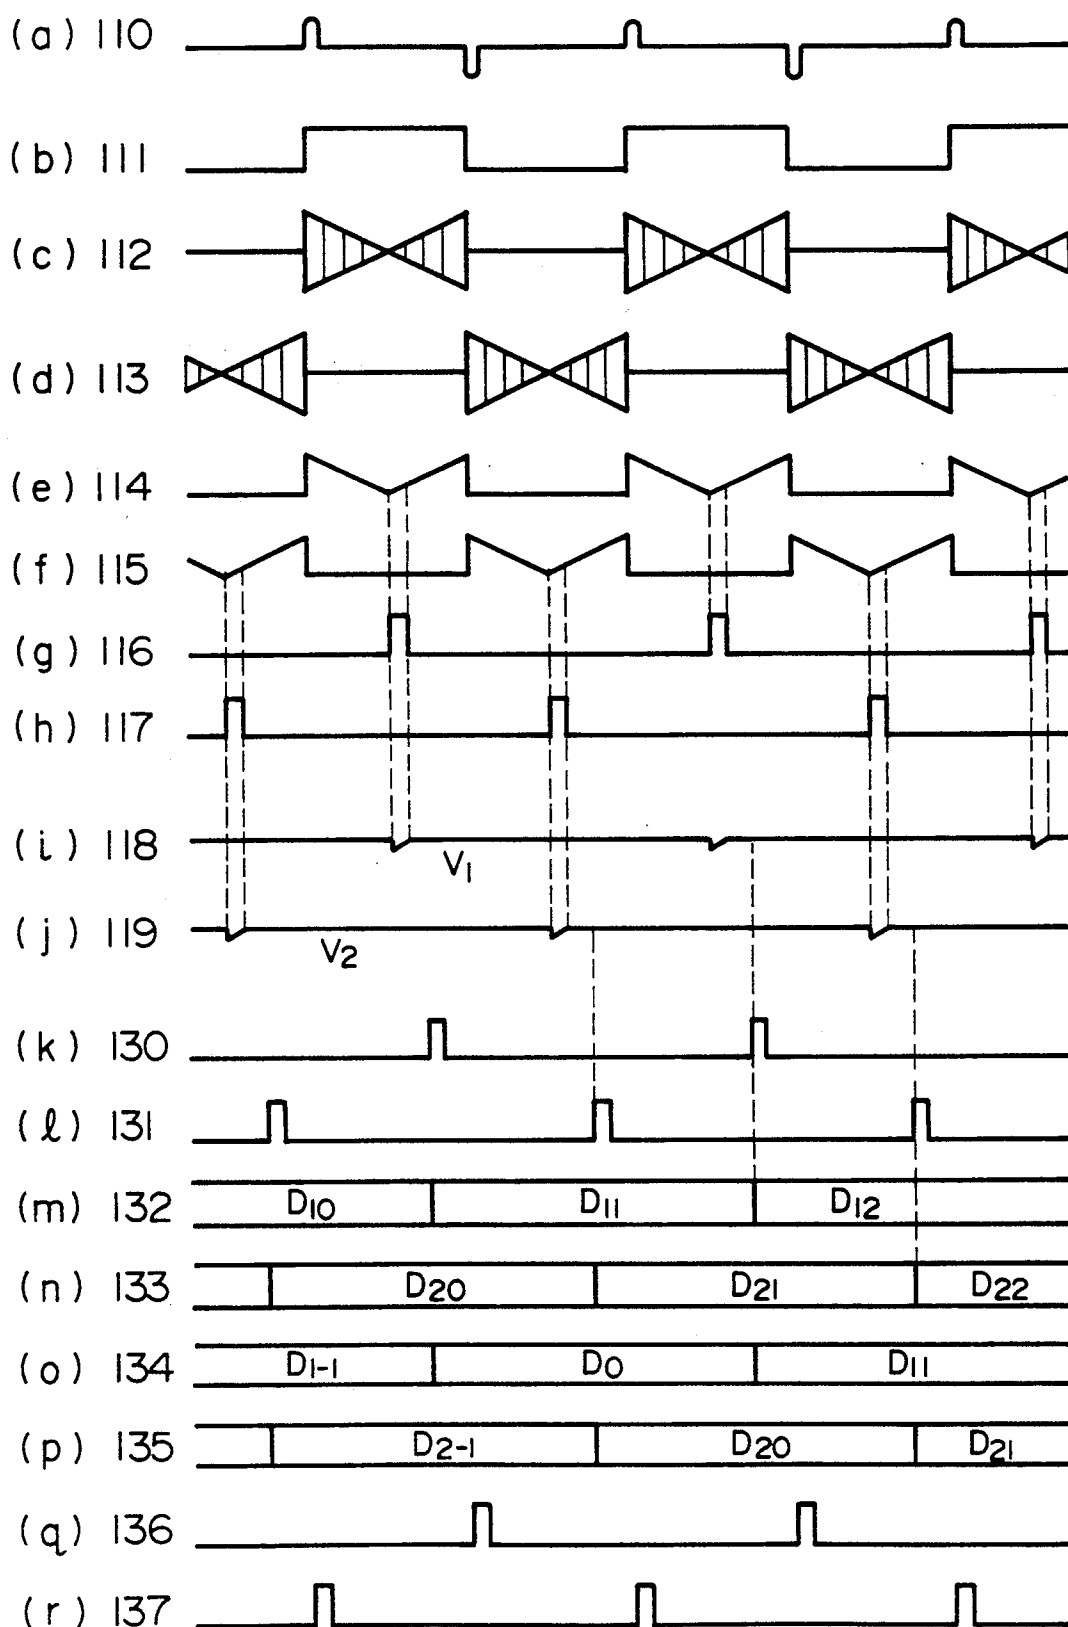 (a) 110
(b) 111
(c) 112
(d) 113
(e) 114
(f) 115
(g) 116
(h) 117
(i) 118
V1
(j) 119
V2
(k) 130
(ℓ) 131
(m) 132 D10 D11 D12
(n) 133 D20 D21 D22
(o) 134 D1-1 D0 D11
(p) 135 D2-1 D20 D21
(q) 136
(r) 137